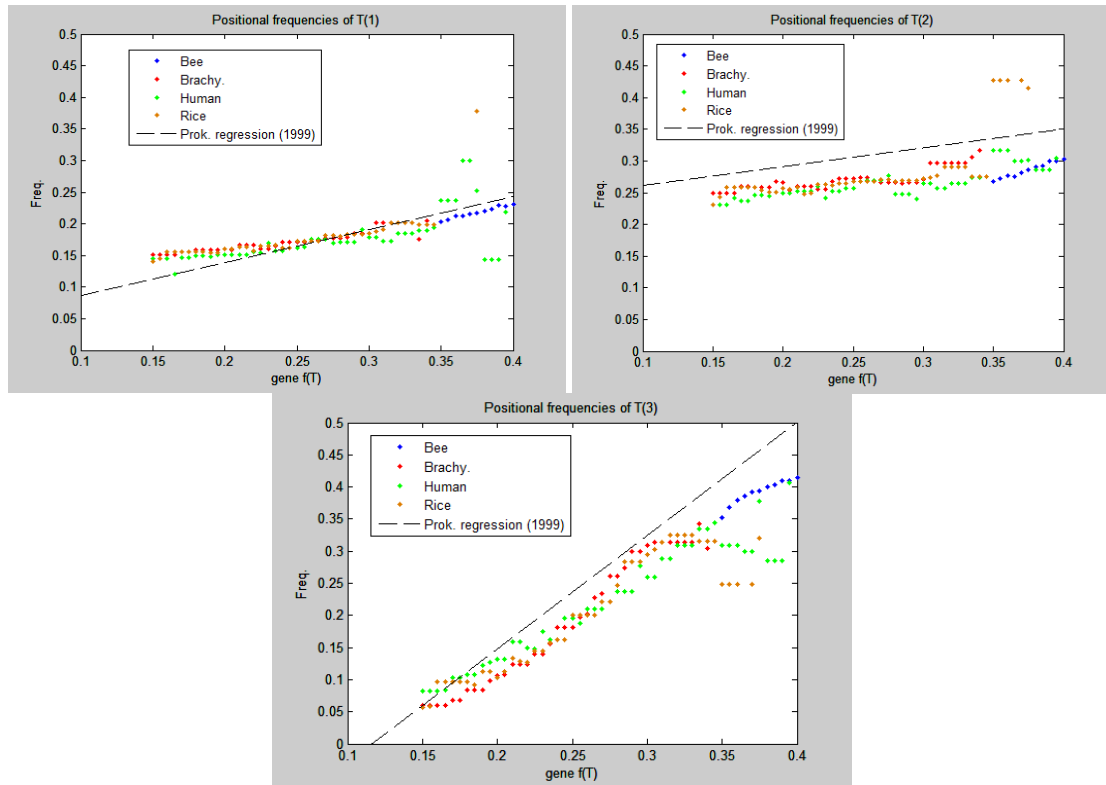 Positional frequencies of T(1)
0.5
0.45
0.4
0.35
0.3
0.25
0.2
0.15
0.1
0.05
0
Freq.
Bee
Brachy.
Human
Rice
Prok. regression (1999)
0.1
0.15
0.2
0.25
0.3
0.35
0.4
gene f(T)
Positional frequencies of T(2)
0.5
0.45
0.4
0.35
0.3
0.25
0.2
0.15
0.1
0.05
0
Freq.
Bee
Brachy.
Human
Rice
Prok. regression (1999)
0.1
0.15
0.2
0.25
0.3
0.35
0.4
gene f(T)
Positional frequencies of T(3)
0.5
0.45
0.4
0.35
0.3
0.25
0.2
0.15
0.1
0.05
0
Freq.
Bee
Brachy.
Human
Rice
Prok. regression (1999)
0.1
0.15
0.2
0.25
0.3
0.35
0.4
gene f(T)